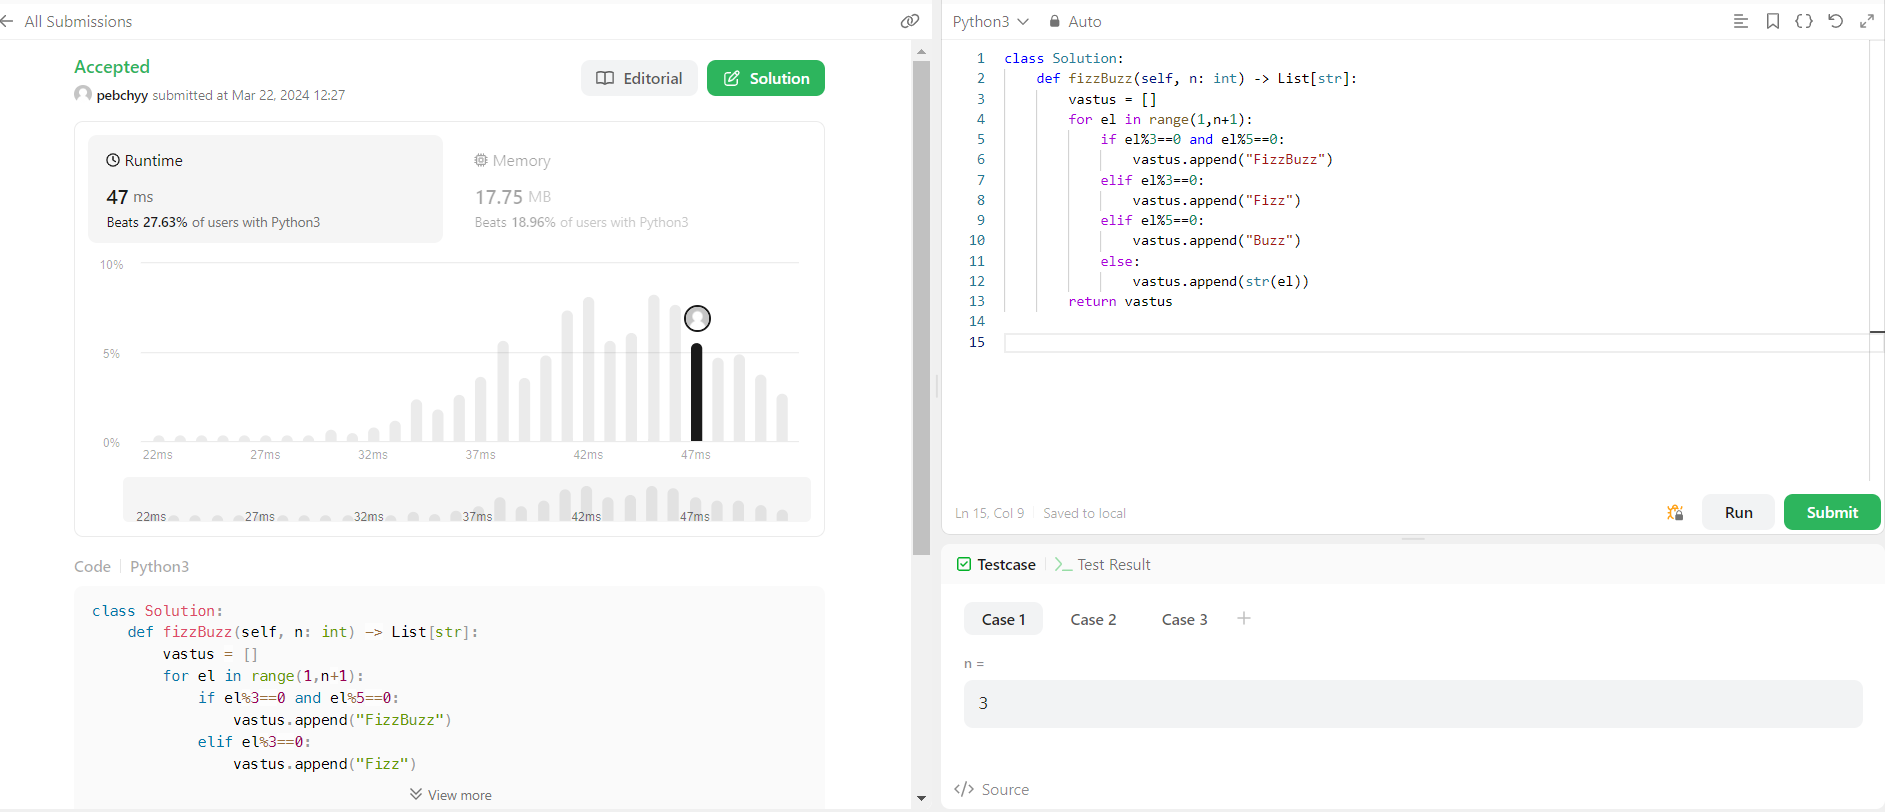 All Submissions
Accepted
pebchyy submitted at Mar 22, 2024 12:27
Editorial
Solution
Runtime
47 ms
Beats 27.63% of users with Python3
Memory
17.75 MB
Beats 18.96% of users with Python3
10%
5%
0%
22ms 27ms 32ms 37ms 42ms 47ms
22ms 27ms 32ms 37ms 42ms 47ms
Code Python3
class Solution:
    def fizzBuzz(self, n: int) -> List[str]:
        vastus = []
        for el in range(1,n+1):
            if el%3==0 and el%5==0:
                vastus.append("FizzBuzz")
            elif el%3==0:
                vastus.append("Fizz")
View more
Python3 Auto
1 class Solution:
2     def fizzBuzz(self, n: int) -> List[str]:
3         vastus = []
4         for el in range(1,n+1):
5             if el%3==0 and el%5==0:
6                 vastus.append("FizzBuzz")
7             elif el%3==0:
8                 vastus.append("Fizz")
9             elif el%5==0:
10                 vastus.append("Buzz")
11             else:
12                 vastus.append(str(el))
13         return vastus
14
15
Ln 15, Col 9 Saved to local
Run
Submit
Testcase >_ Test Result
Case 1 Case 2 Case 3 +
n =
3
</> Source